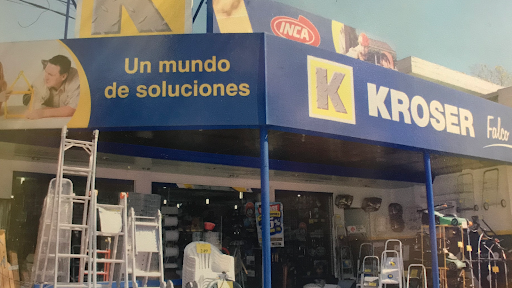 K
INCA
Un mundo
de soluciones
K KROSER Falco